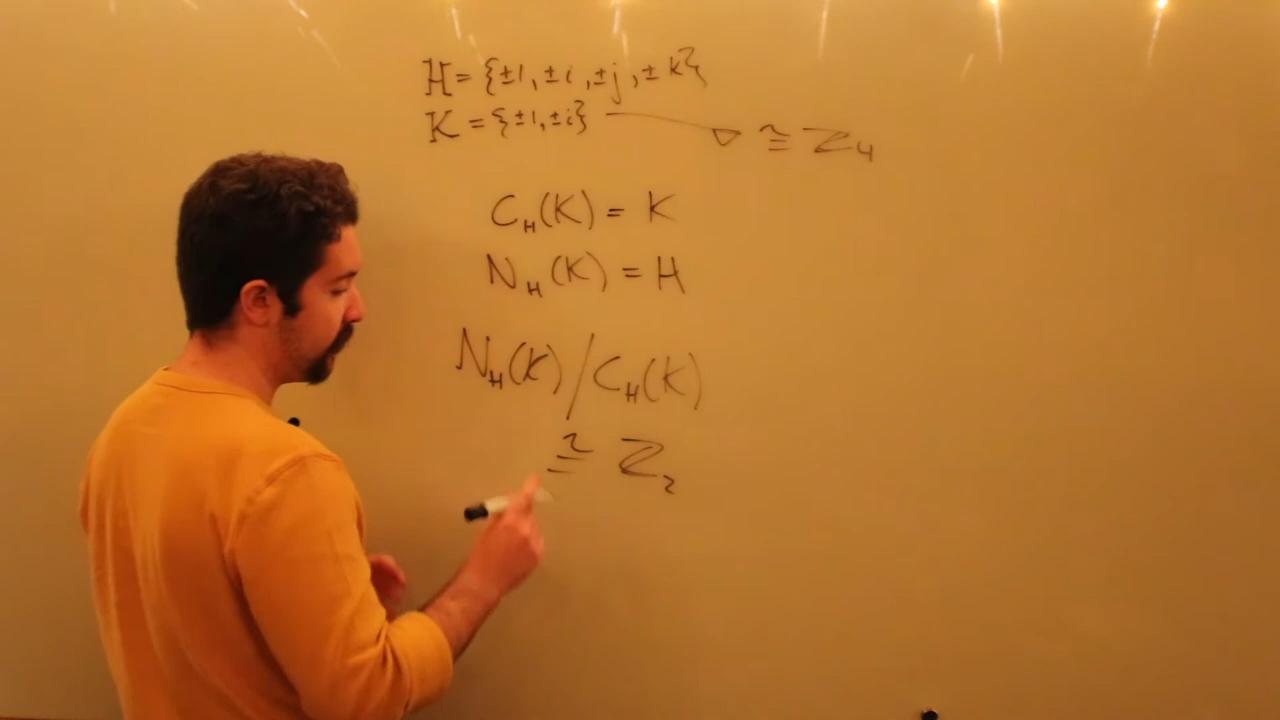 H = {±1, ±i, ±j, ±k}
K = {±1, ±i} → ≅ Z₄
C_H(K) = K
N_H(K) = H
N_H(K) / C_H(K)
≅ Z₂